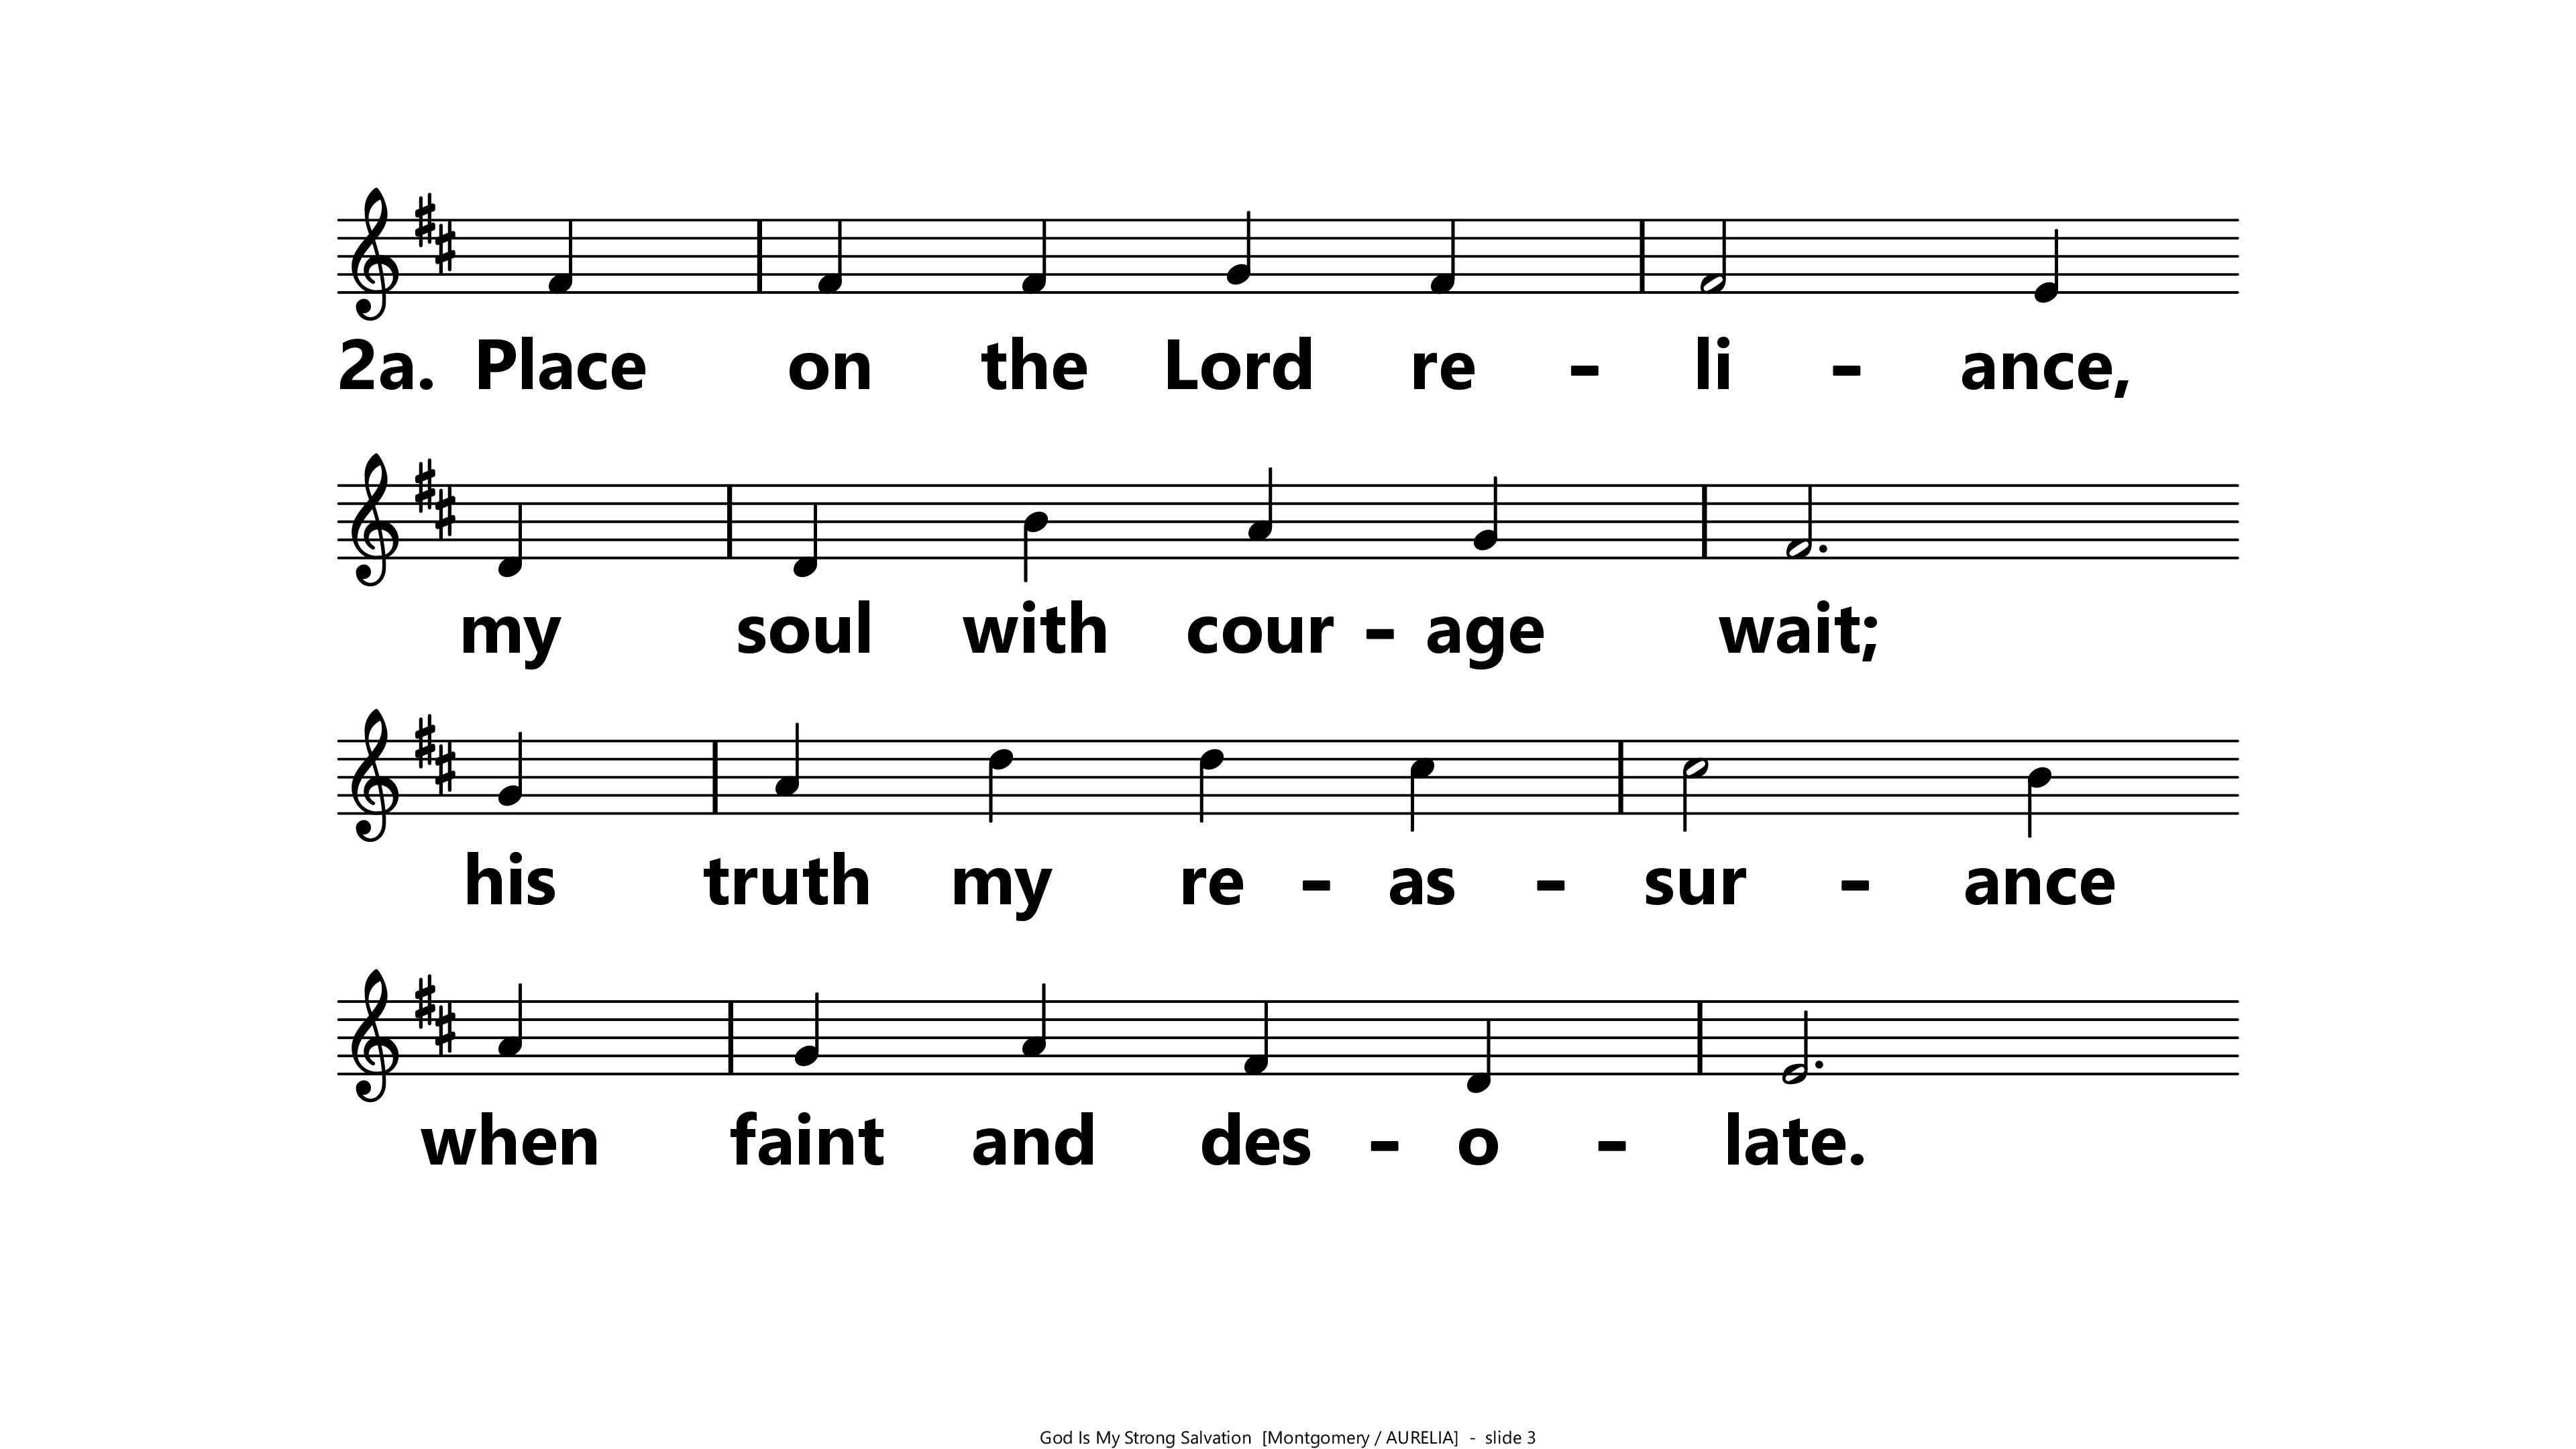 2a. Place on the Lord re - li - ance,
my soul with cour - age wait;
his truth my re - as - sur - ance
when faint and des - o - late.
God Is My Strong Salvation [Montgomery / AURELIA] - slide 3